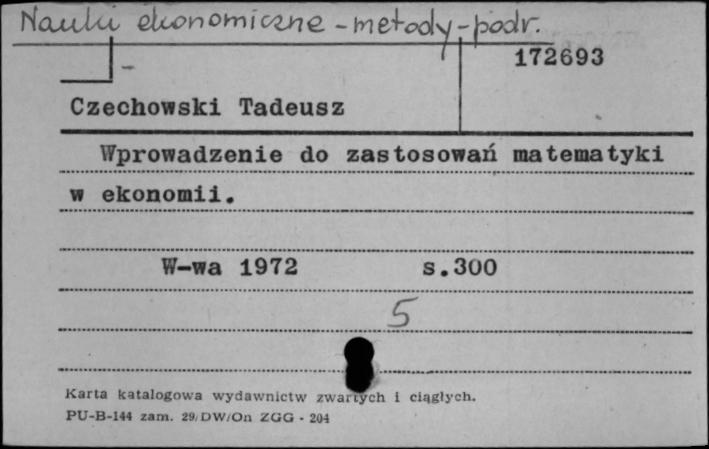 Nauki ekonomiczne - metody - podr.
172693
Czechowski Tadeusz
Wprowadzenie do zastosowań matematyki
w ekonomii.
W-wa 1972 s.300
5
Karta katalogowa wydawnictw zwartych i ciągłych.
PU-B-144 zam. 29/DW/On ZGG - 204